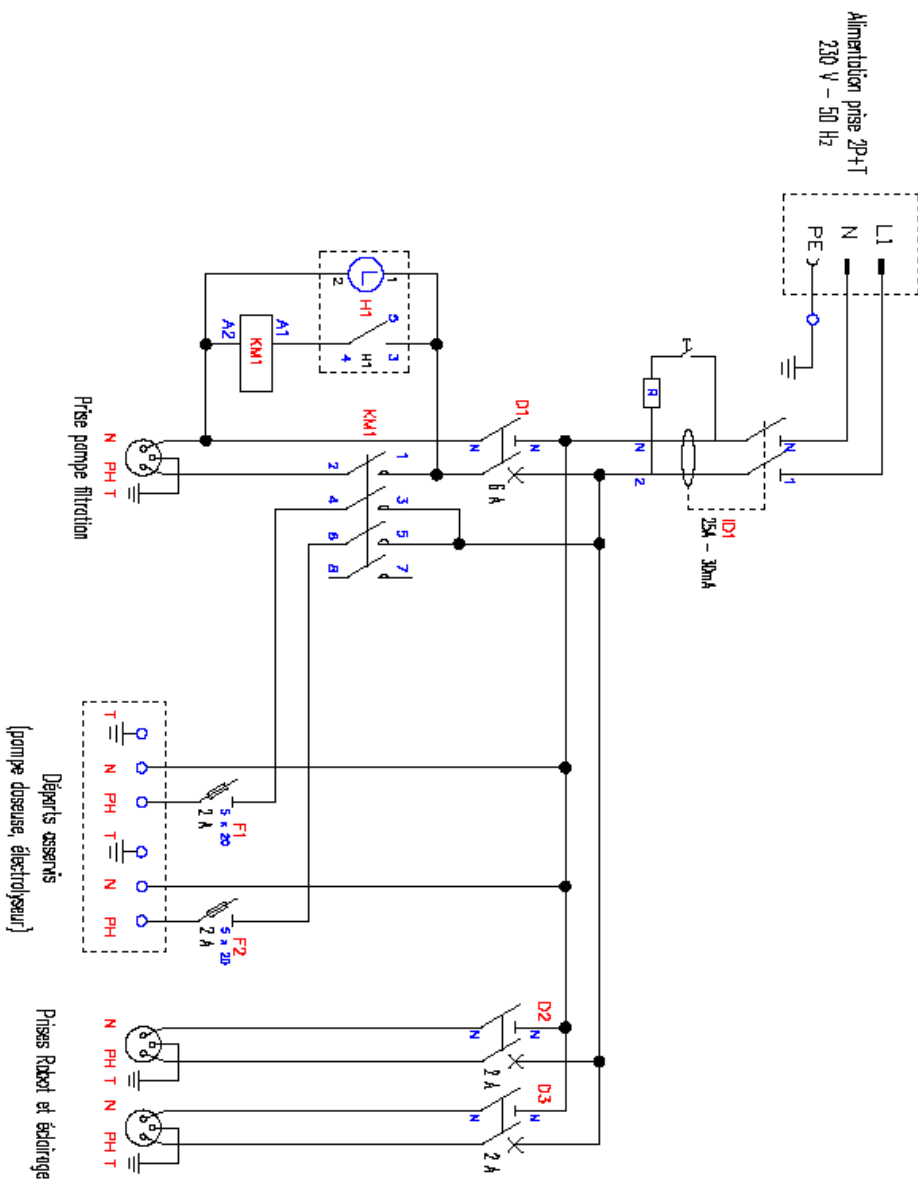 Alimentation prise 2P+T
230 V - 50 Hz
L1
N
PE
N
1
ID1
25A - 30mA
R
N
2
D1
N
N
6 A
H1
1
2
L
5
3
4
H1
KM1
A1
A2
KM1
1
2
3
4
5
6
7
8
N
PH
T
Prise pompe filtration
F1
5 x 20
2 A
F2
5 x 20
2 A
T
N
PH
T
N
PH
Départs asservis
(pompe doseuse, électrolyseur)
D2
N
N
2 A
D3
N
N
2 A
N
PH
T
N
PH
T
Prises Robot et éclairage